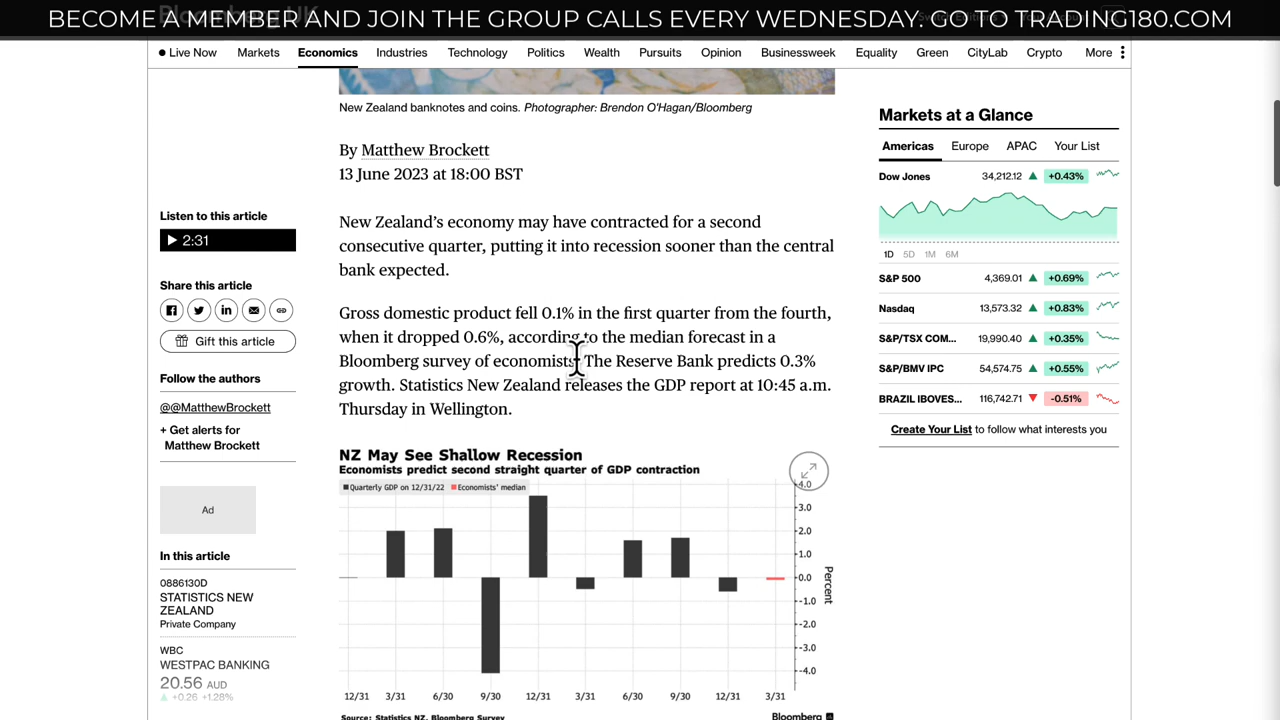 BECOME A MEMBER AND JOIN THE GROUP CALLS EVERY WEDNESDAY. GO TO TRADING180.COM
Live Now
Markets
Economics
Industries
Technology
Politics
Wealth
Pursuits
Opinion
Businessweek
Equality
Green
CityLab
Crypto
More
New Zealand banknotes and coins. Photographer: Brendon O'Hagan/Bloomberg
By Matthew Brockett
13 June 2023 at 18:00 BST
Listen to this article
2:31
Share this article
Gift this article
Follow the authors
@@MatthewBrockett
+ Get alerts for
Matthew Brockett
Ad
In this article
0886130D
STATISTICS NEW
ZEALAND
Private Company
WBC
WESTPAC BANKING
20.56 AUD
+0.26 +1.28%
New Zealand's economy may have contracted for a second
consecutive quarter, putting it into recession sooner than the central
bank expected.
Gross domestic product fell 0.1% in the first quarter from the fourth,
when it dropped 0.6%, according to the median forecast in a
Bloomberg survey of economists. The Reserve Bank predicts 0.3%
growth. Statistics New Zealand releases the GDP report at 10:45 a.m.
Thursday in Wellington.
NZ May See Shallow Recession
Economists predict second straight quarter of GDP contraction
Quarterly GDP on 12/31/22 Economists' median
4.0
3.0
2.0
1.0
0.0
-1.0
-2.0
-3.0
-4.0
Percent
12/31 3/31 6/30 9/30 12/31 3/31 6/30 9/30 12/31 3/31
Source: Statistics NZ, Bloomberg Survey
Bloomberg
Markets at a Glance
Americas Europe APAC Your List
Dow Jones 34,212.12 +0.43%
1D 5D 1M 6M
S&P 500 4,369.01 +0.69%
Nasdaq 13,573.32 +0.83%
S&P/TSX COM... 19,990.40 +0.35%
S&P/BMV IPC 54,574.75 +0.55%
BRAZIL IBOVES... 116,742.71 -0.51%
Create Your List to follow what interests you